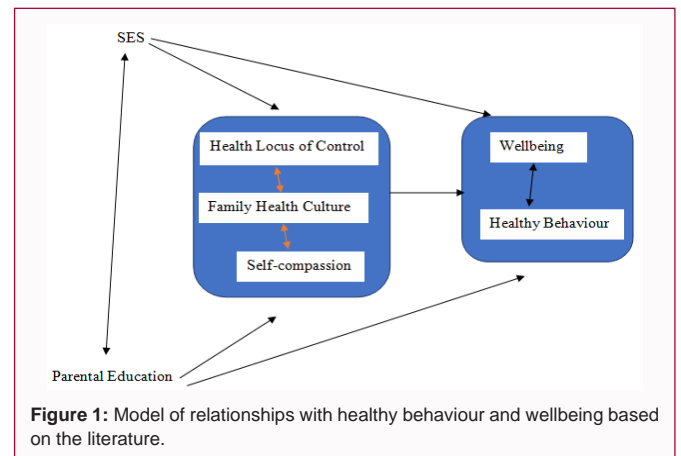 SES
Health Locus of Control
Family Health Culture
Self-compassion
Wellbeing
Healthy Behaviour
Parental Education
Figure 1: Model of relationships with healthy behaviour and wellbeing based
on the literature.